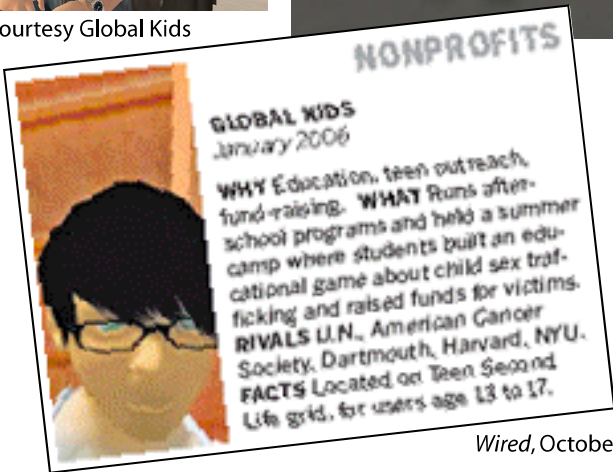 ourtesy Global Kids
NONPROFITS
GLOBAL KIDS
January 2006
WHY Education, teen outreach,
fund-raising. WHAT Runs after-
school programs and held a summer
camp where students built an edu-
cational game about child sex traf-
ficking and raised funds for victims.
RIVALS U.N., American Cancer
Society, Dartmouth, Harvard, NYU.
FACTS Located on Teen Second
Life grid, for users age 13 to 17.
Wired, Octobe